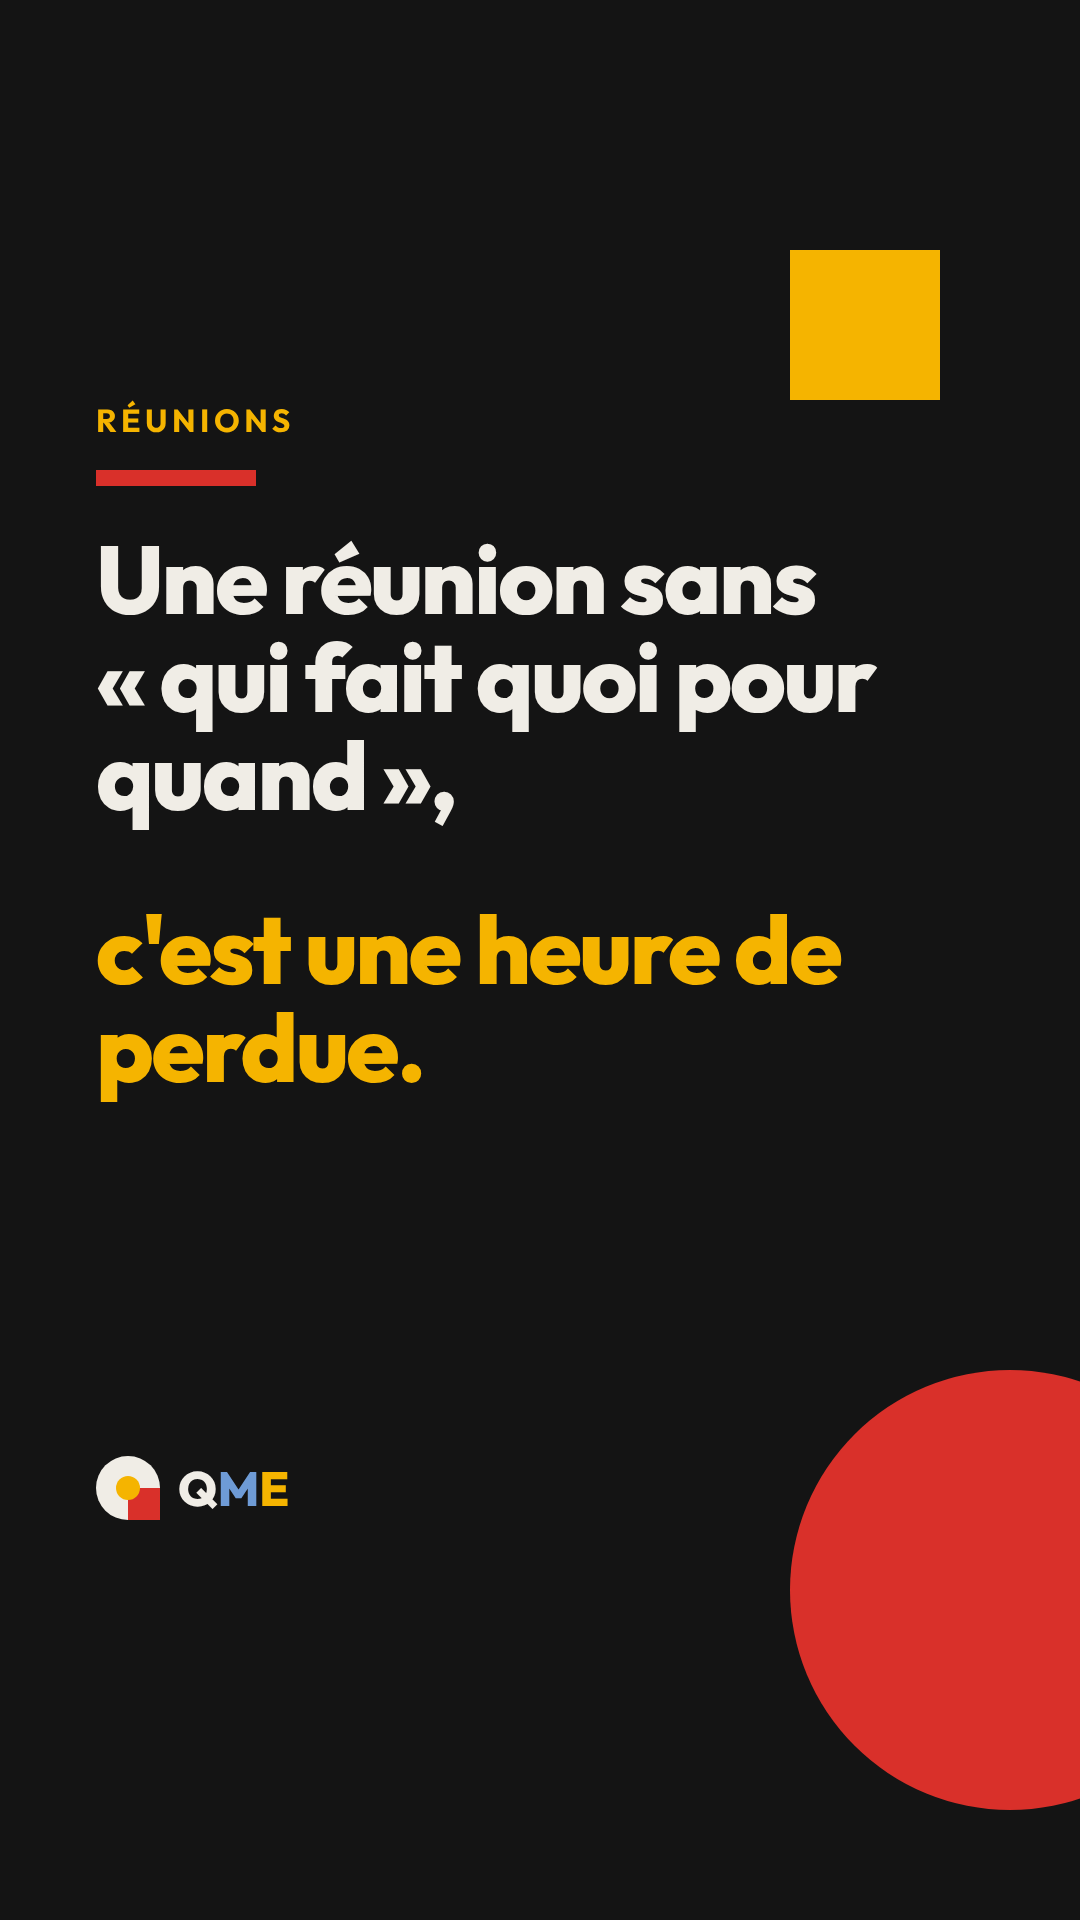 RÉUNIONS
Une réunion sans
« qui fait quoi pour
quand »,
c'est une heure de
perdue.
QME